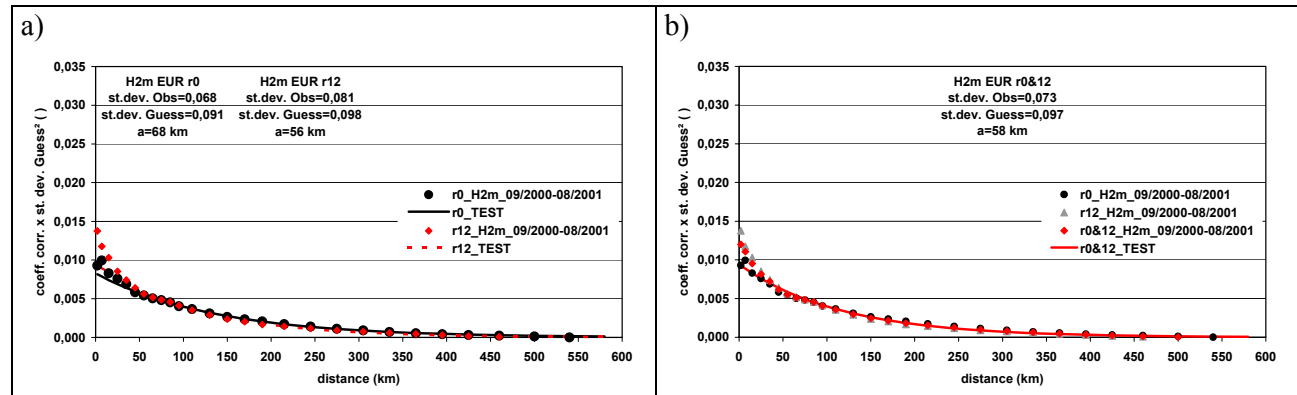 a)
0,035
0,030
0,025
0,020
0,015
0,010
0,005
0,000
coeff. corr. x st. dev. Guess² ( )
H2m EUR r0
st.dev. Obs=0,068
st.dev. Guess=0,091
a=68 km
H2m EUR r12
st.dev. Obs=0,081
st.dev. Guess=0,098
a=56 km
r0_H2m_09/2000-08/2001
r0_TEST
r12_H2m_09/2000-08/2001
r12_TEST
0 50 100 150 200 250 300 350 400 450 500 550 600
distance (km)
b)
0,035
0,030
0,025
0,020
0,015
0,010
0,005
0,000
coeff. corr. x st. dev. Guess² ( )
H2m EUR r0&12
st.dev. Obs=0,073
st.dev. Guess=0,097
a=58 km
r0_H2m_09/2000-08/2001
r12_H2m_09/2000-08/2001
r0&12_H2m_09/2000-08/2001
r0&12_TEST
0 50 100 150 200 250 300 350 400 450 500 550 600
distance (km)